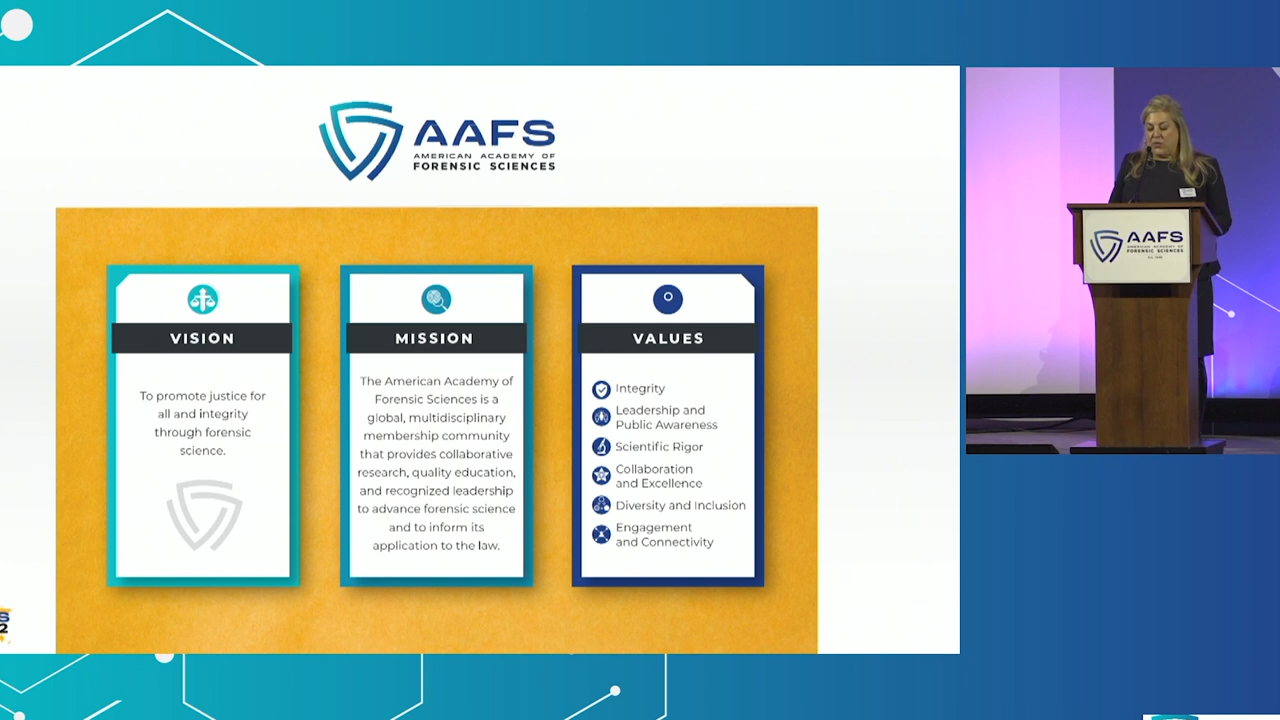 AAFS
AMERICAN ACADEMY OF
FORENSIC SCIENCES
VISION
To promote justice for
all and integrity
through forensic
science.
MISSION
The American Academy of
Forensic Sciences is a
global, multidisciplinary
membership community
that provides collaborative
research, quality education,
and recognized leadership
to advance forensic science
and to inform its
application to the law.
VALUES
Integrity
Leadership and
Public Awareness
Scientific Rigor
Collaboration
and Excellence
Diversity and Inclusion
Engagement
and Connectivity
S
2
AAFS
AMERICAN ACADEMY OF
FORENSIC SCIENCES